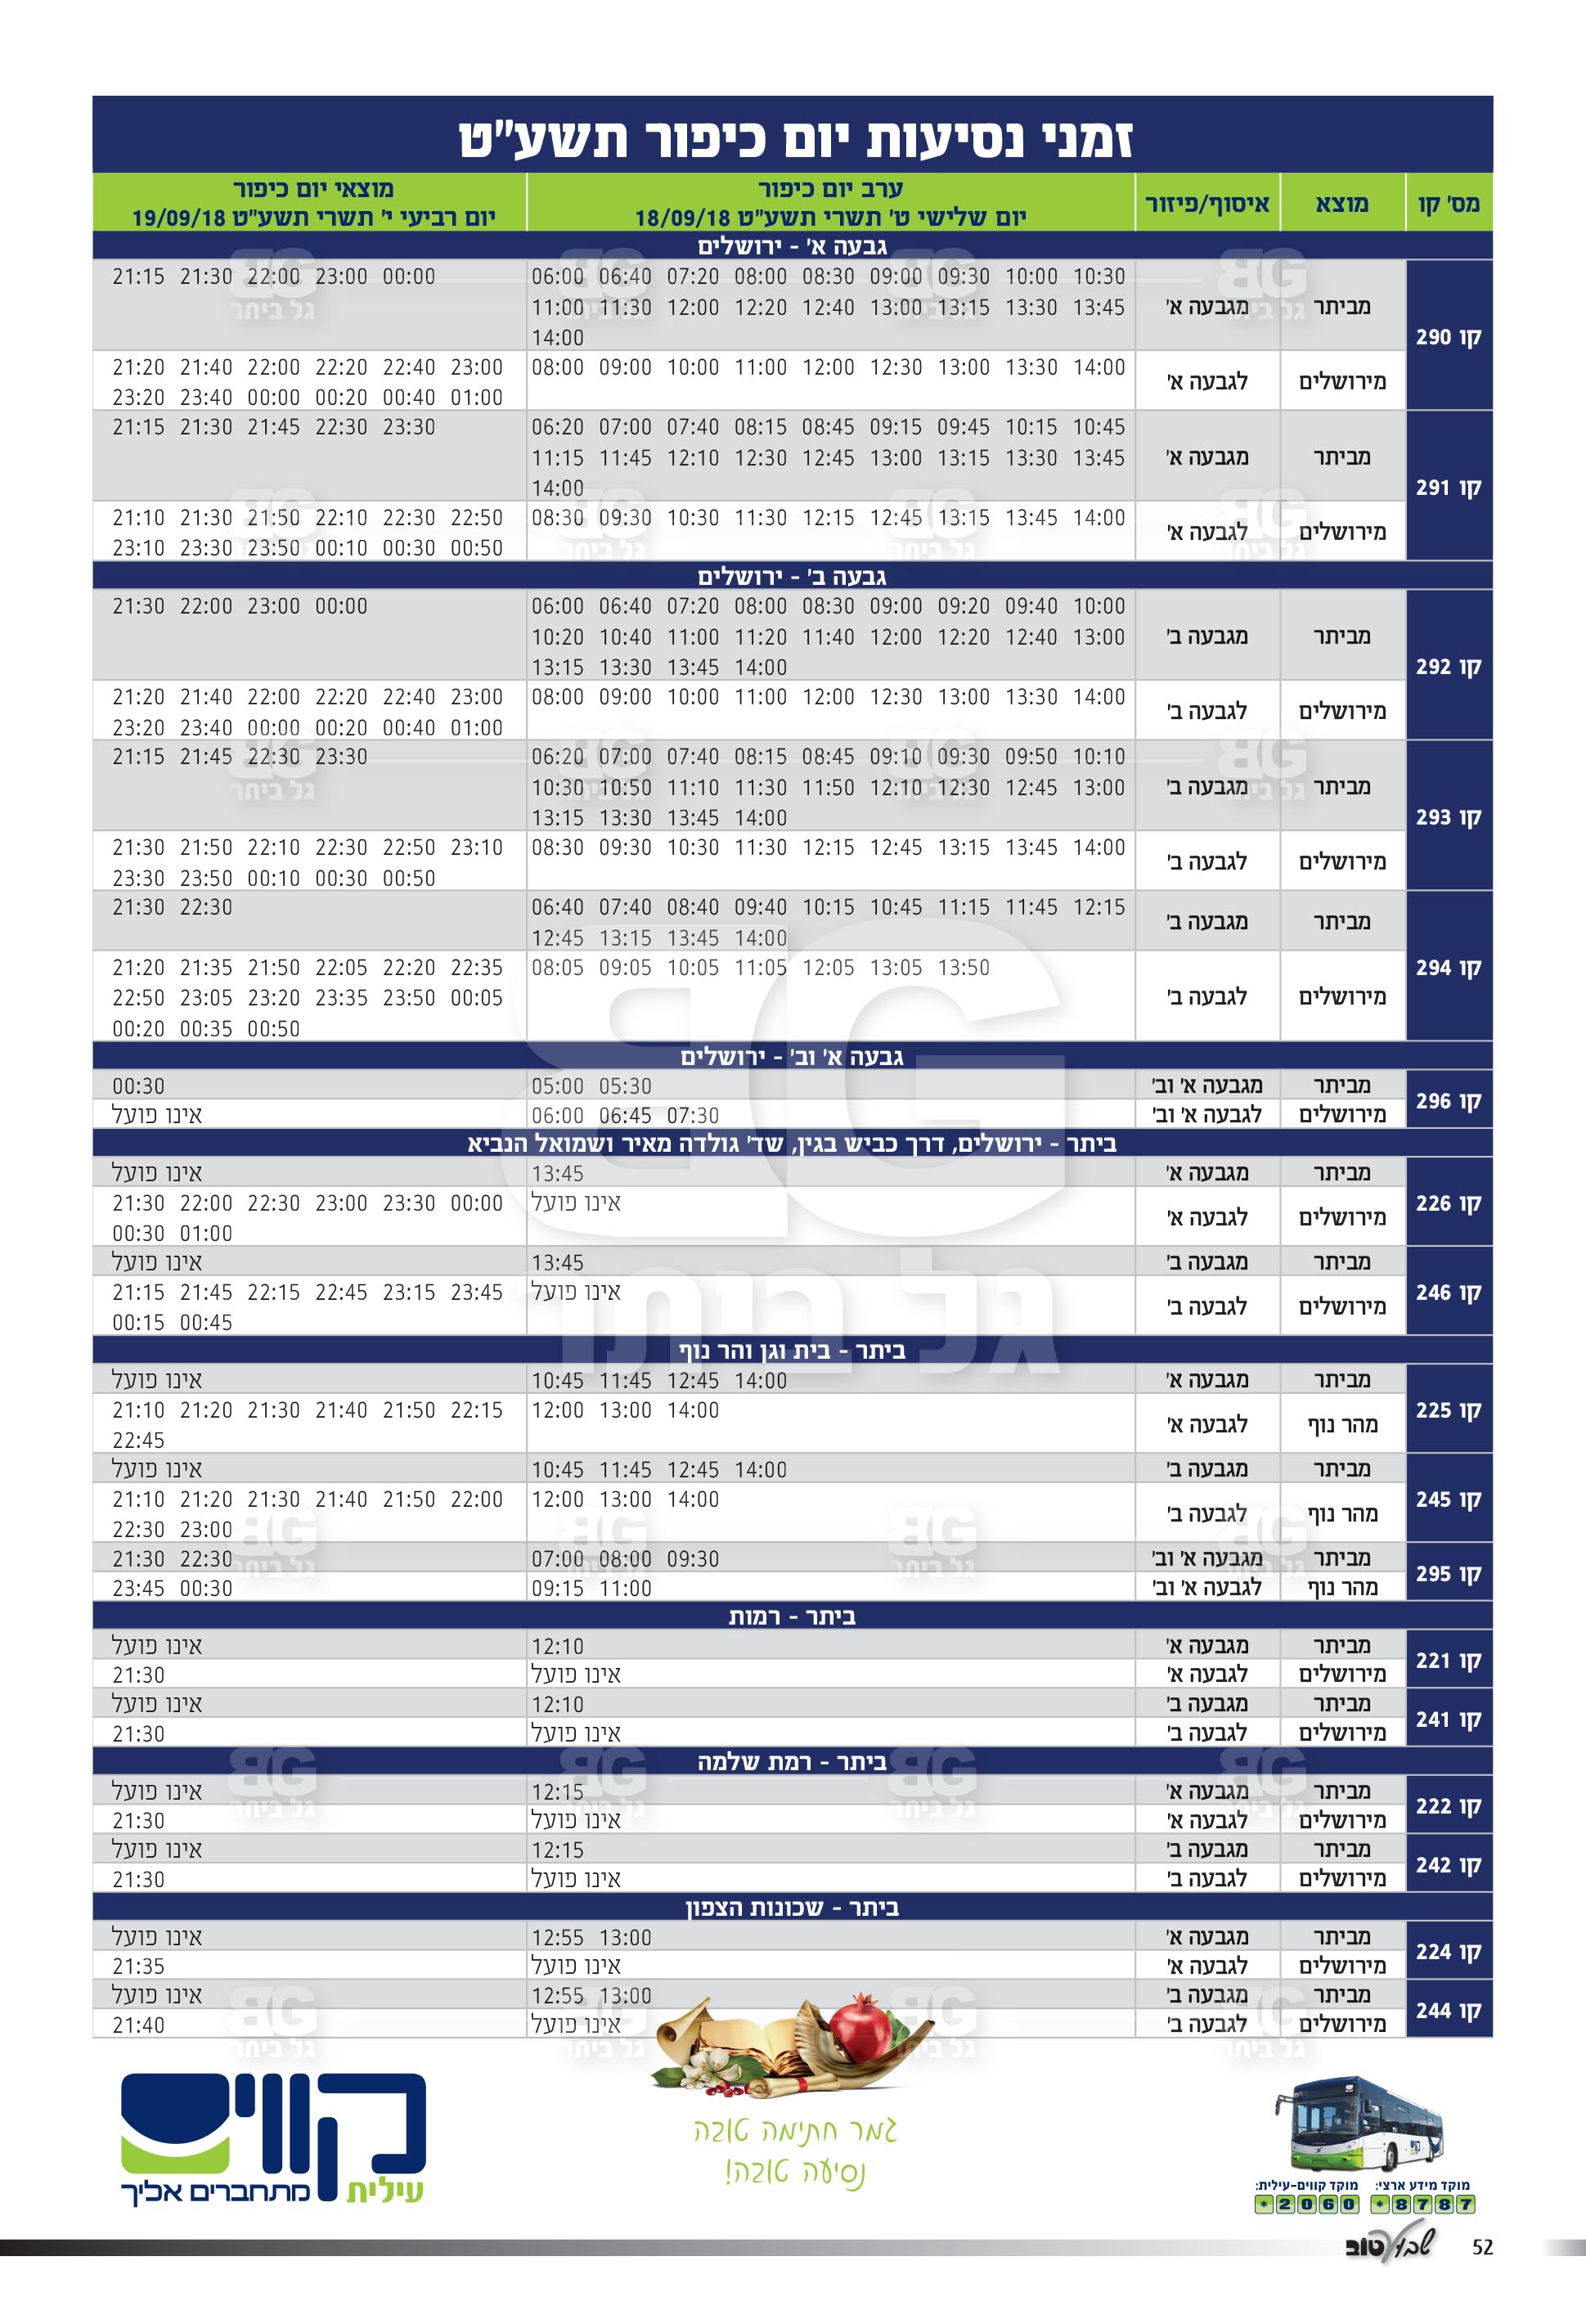 זמני נסיעות יום כיפור תשע"ט
מס' קו מוצא איסוף/פיזור ערב יום כיפור מוצאי יום כיפור
יום שלישי ט' תשרי תשע"ט 18/09/18 יום רביעי י' תשרי תשע"ט 19/09/18
גבעה א' - ירושלים
קו 290
מביתר מגבעה א'
06:00 06:40 07:20 08:00 08:30 09:00 09:30 10:00 10:30
11:00 11:30 12:00 12:20 12:40 13:00 13:15 13:30 13:45
14:00
21:15 21:30 22:00 23:00 00:00
מירושלים לגבעה א'
08:00 09:00 10:00 11:00 12:00 12:30 13:00 13:30 14:00
21:20 21:40 22:00 22:20 22:40 23:00
23:20 23:40 00:00 00:20 00:40 01:00
קו 291
מביתר מגבעה א'
06:20 07:00 07:40 08:15 08:45 09:15 09:45 10:15 10:45
11:15 11:45 12:10 12:30 12:45 13:00 13:15 13:30 13:45
14:00
21:15 21:30 21:45 22:30 23:30
מירושלים לגבעה א'
08:30 09:30 10:30 11:30 12:15 12:45 13:15 13:45 14:00
21:10 21:30 21:50 22:10 22:30 22:50
23:10 23:30 23:50 00:10 00:30 00:50
גבעה ב' - ירושלים
קו 292
מביתר מגבעה ב'
06:00 06:40 07:20 08:00 08:30 09:00 09:20 09:40 10:00
10:20 10:40 11:00 11:20 11:40 12:00 12:20 12:40 13:00
13:15 13:30 13:45 14:00
21:30 22:00 23:00 00:00
מירושלים לגבעה ב'
08:00 09:00 10:00 11:00 12:00 12:30 13:00 13:30 14:00
21:20 21:40 22:00 22:20 22:40 23:00
23:20 23:40 00:00 00:20 00:40 01:00
קו 293
מביתר מגבעה ב'
06:20 07:00 07:40 08:15 08:45 09:10 09:30 09:50 10:10
10:30 10:50 11:10 11:30 11:50 12:10 12:30 12:45 13:00
13:15 13:30 13:45 14:00
21:15 21:45 22:30 23:30
מירושלים לגבעה ב'
08:30 09:30 10:30 11:30 12:15 12:45 13:15 13:45 14:00
21:30 21:50 22:10 22:30 22:50 23:10
23:30 23:50 00:10 00:30 00:50
קו 294
מביתר מגבעה ב'
06:40 07:40 08:40 09:40 10:15 10:45 11:15 11:45 12:15
12:45 13:15 13:45 14:00
21:30 22:30
מירושלים לגבעה ב'
08:05 09:05 10:05 11:05 12:05 13:05 13:50
21:20 21:35 21:50 22:05 22:20 22:35
22:50 23:05 23:20 23:35 23:50 00:05
00:20 00:35 00:50
גבעה א' וב' - ירושלים
קו 296
מביתר מגבעה א' וב' 05:00 05:30 00:30
מירושלים לגבעה א' וב' 06:00 06:45 07:30 אינו פועל
ביתר - ירושלים, דרך כביש בגין, שד' גולדה מאיר ושמואל הנביא
קו 226
מביתר מגבעה א' 13:45 אינו פועל
מירושלים לגבעה א' אינו פועל 21:30 22:00 22:30 23:00 23:30 00:00
00:30 01:00
קו 246
מביתר מגבעה ב' 13:45 אינו פועל
מירושלים לגבעה ב' אינו פועל 21:15 21:45 22:15 22:45 23:15 23:45
00:15 00:45
ביתר - בית וגן והר נוף
קו 225
מביתר מגבעה א' 10:45 11:45 12:45 14:00 אינו פועל
מהר נוף לגבעה א' 12:00 13:00 14:00 21:10 21:20 21:30 21:40 21:50 22:15
22:45
קו 245
מביתר מגבעה ב' 10:45 11:45 12:45 14:00 אינו פועל
מהר נוף לגבעה ב' 12:00 13:00 14:00 21:10 21:20 21:30 21:40 21:50 22:00
22:30 23:00
קו 295
מביתר מגבעה א' וב' 07:00 08:00 09:30 21:30 22:30
מהר נוף לגבעה א' וב' 09:15 11:00 23:45 00:30
ביתר - רמות
קו 221
מביתר מגבעה א' 12:10 אינו פועל
מירושלים לגבעה א' אינו פועל 21:30
קו 241
מביתר מגבעה ב' 12:10 אינו פועל
מירושלים לגבעה ב' אינו פועל 21:30
ביתר - רמת שלמה
קו 222
מביתר מגבעה א' 12:15 אינו פועל
מירושלים לגבעה א' אינו פועל 21:30
קו 242
מביתר מגבעה ב' 12:15 אינו פועל
מירושלים לגבעה ב' אינו פועל 21:30
ביתר - שכונות הצפון
קו 224
מביתר מגבעה א' 12:55 13:00 אינו פועל
מירושלים לגבעה א' אינו פועל 21:35
קו 244
מביתר מגבעה ב' 12:55 13:00 אינו פועל
מירושלים לגבעה ב' אינו פועל 21:40
BG
גל ביתר
גמר חתימה טובה
נסיעה טובה!
קווים
עילית מתחברים אליך
מוקד מידע ארצי: מוקד קווים-עילית:
*8787 *2060
52 שבוע טוב